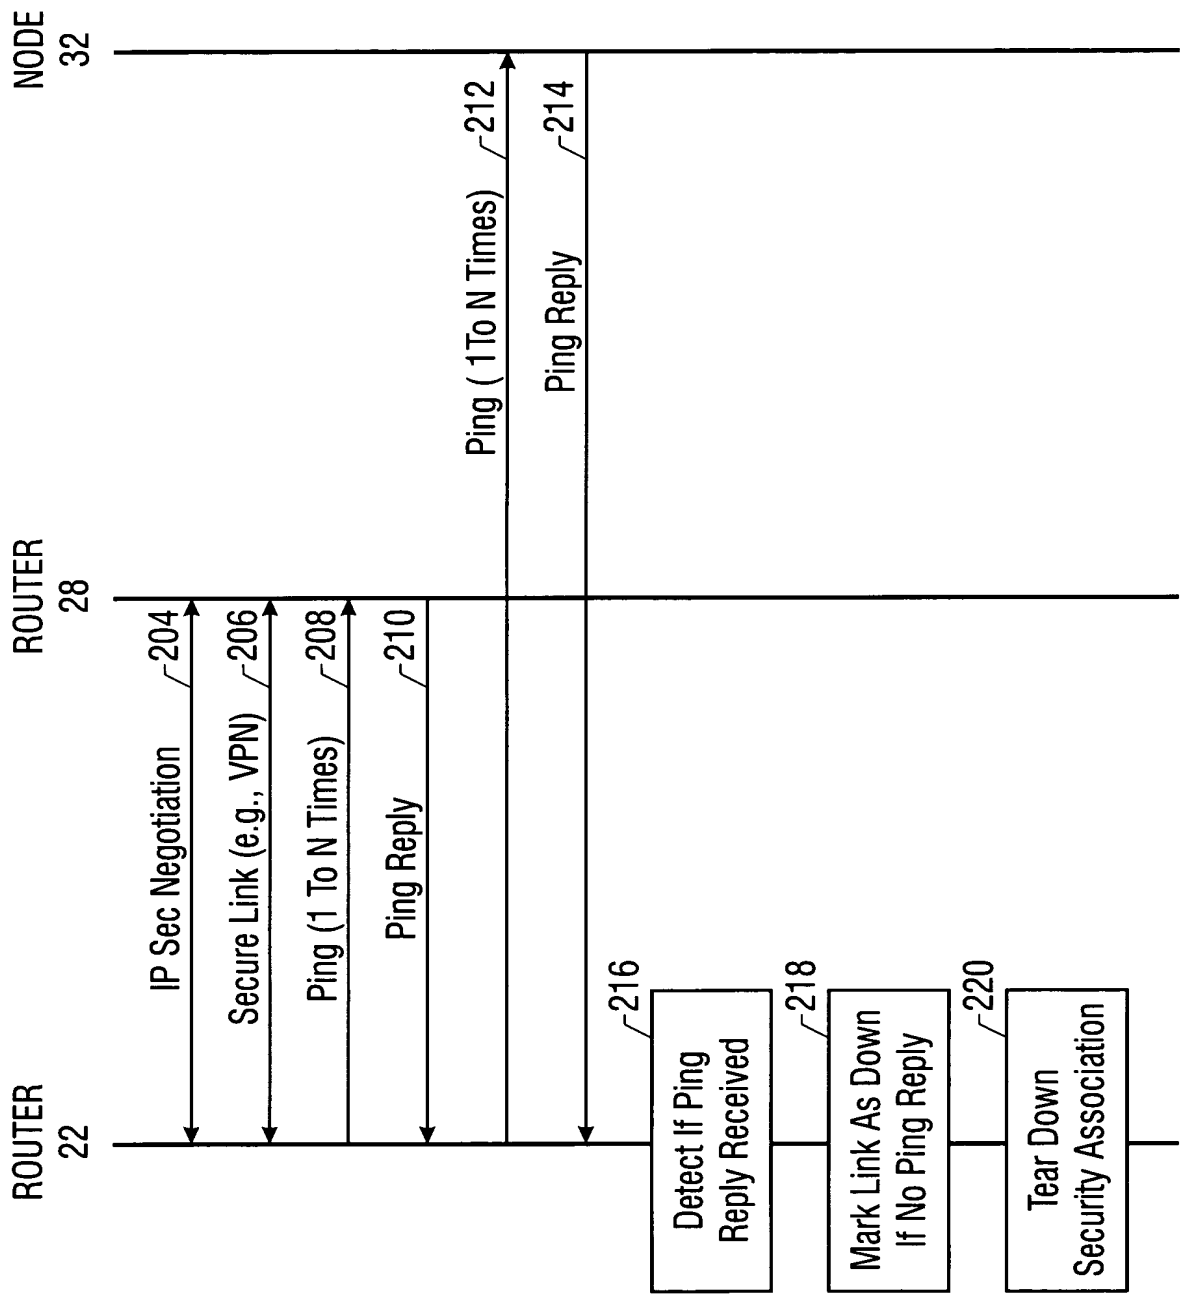 ROUTER
22
ROUTER
28
NODE
32
IP Sec Negotiation
204
Secure Link (e.g., VPN)
206
Ping (1 To N Times)
208
Ping Reply
210
Ping ( 1To N Times)
212
Ping Reply
214
216
Detect If Ping
Reply Received
218
Mark Link As Down
If No Ping Reply
220
Tear Down
Security Association